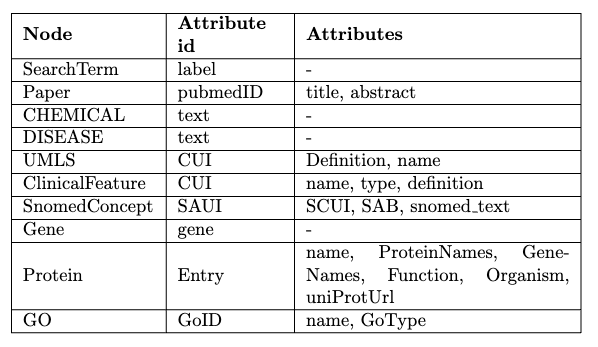 Node Attribute id Attributes
SearchTerm label -
Paper pubmedID title, abstract
CHEMICAL text -
DISEASE text -
UMLS CUI Definition, name
ClinicalFeature CUI name, type, definition
SnomedConcept SAUI SCUI, SAB, snomed_text
Gene gene -
Protein Entry name, ProteinNames, Gene-
Names, Function, Organism,
uniProtUrl
GO GoID name, GoType